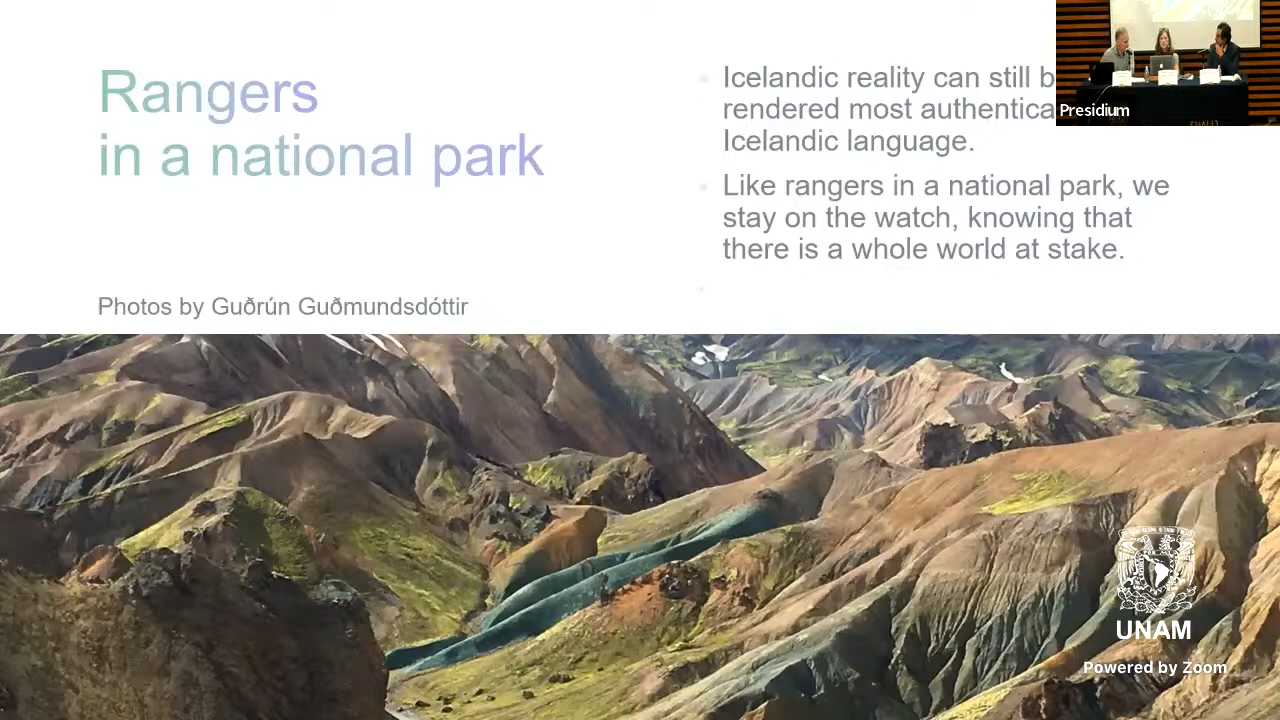 Rangers
in a national park
Photos by Guðrún Guðmundsdóttir
Icelandic reality can still
rendered most
Icelandic language.
Like rangers in a national park, we
stay on the watch, knowing that
there is a whole world at stake.
Presidium
UNAM
Powered by Zoom